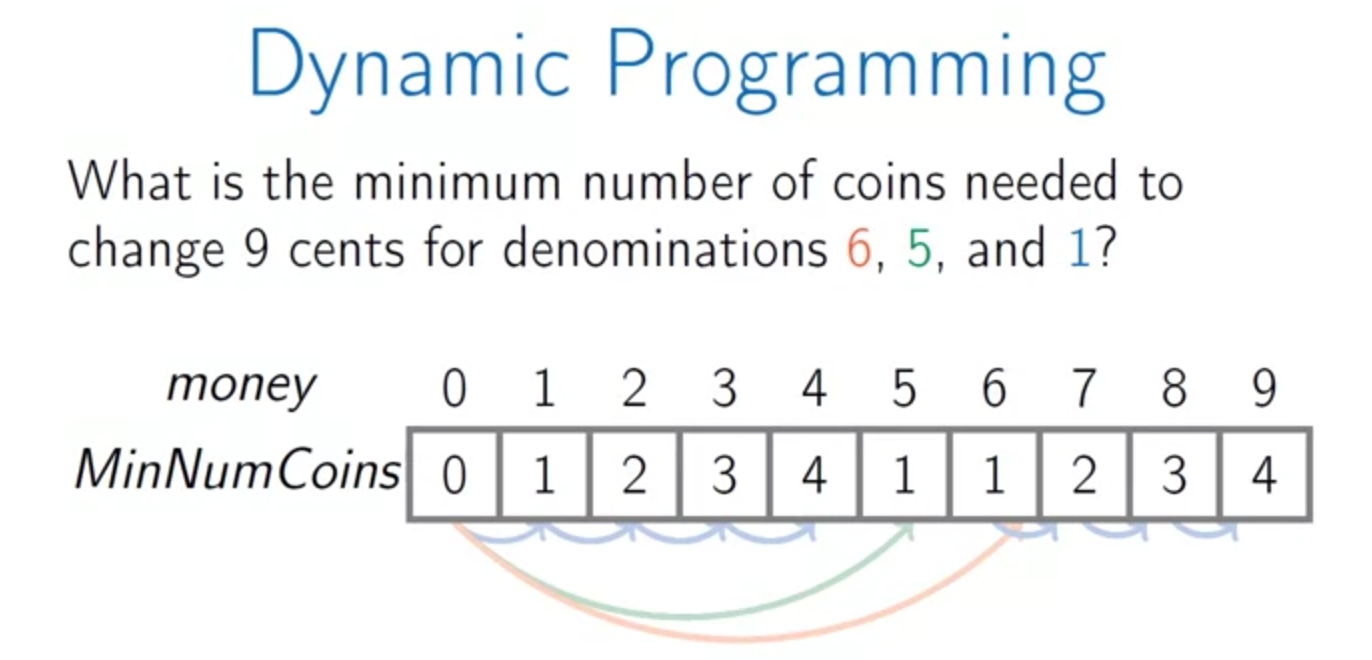 Dynamic Programming
What is the minimum number of coins needed to
change 9 cents for denominations 6, 5, and 1?
money 0 1 2 3 4 5 6 7 8 9
MinNumCoins 0 1 2 3 4 1 1 2 3 4